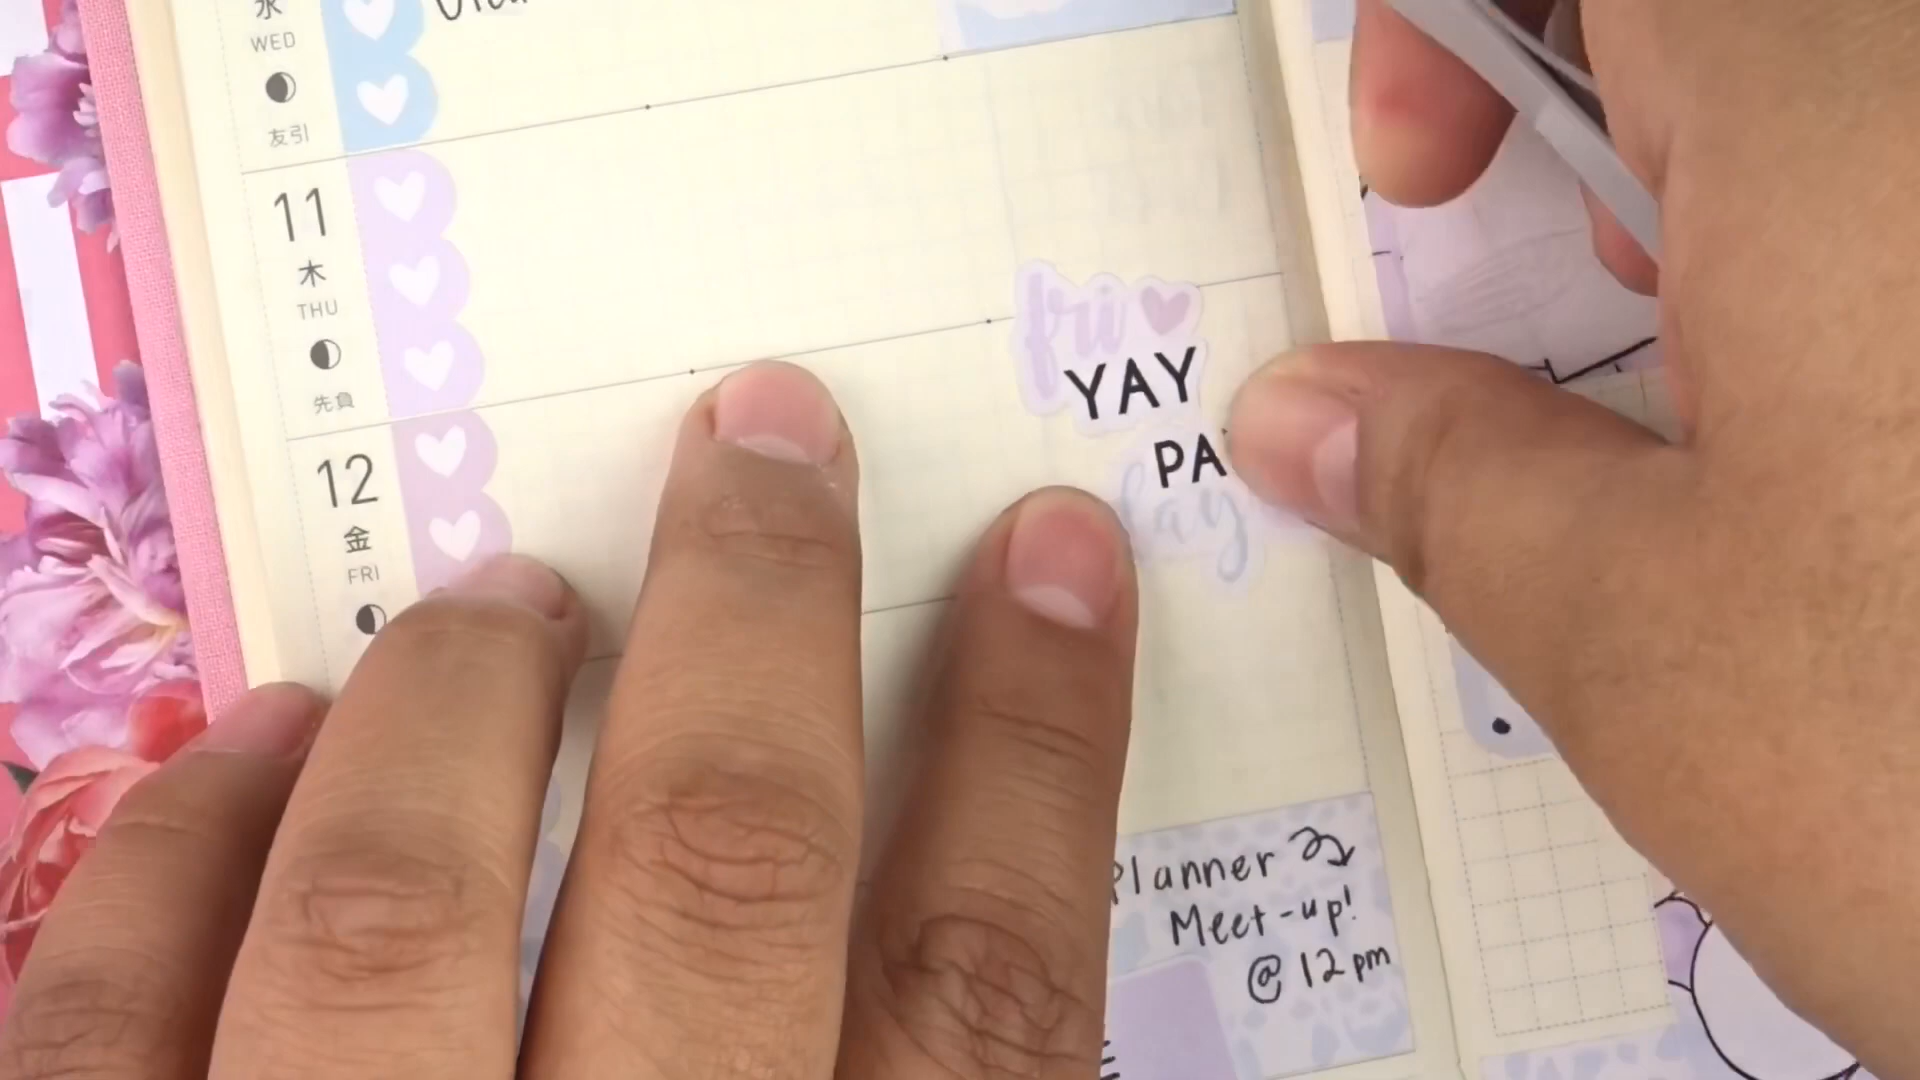 水
WED
友引
11
木
THU
先負
12
金
FRI
fri
YAY
PA
day
Planner
Meet-up!
@ 12pm